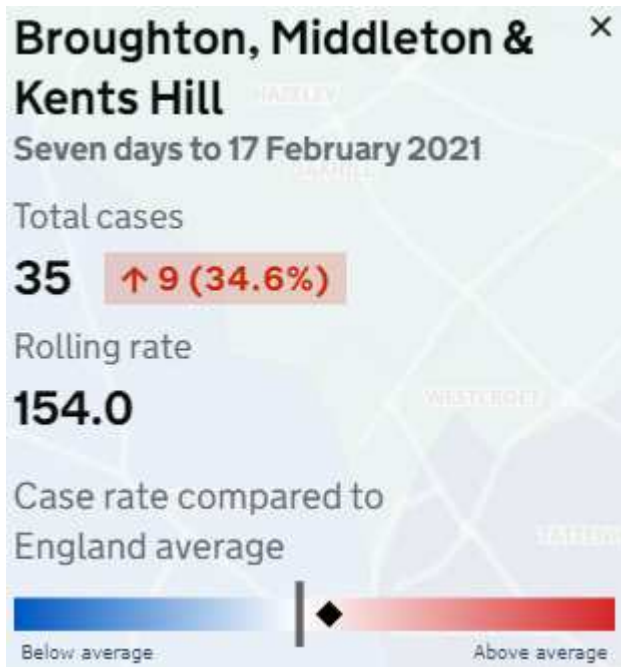 Broughton, Middleton &
Kents Hill
Seven days to 17 February 2021
Total cases
35 ↑ 9 (34.6%)
Rolling rate
154.0
WESTCROFT
Case rate compared to
England average
Below average Above average